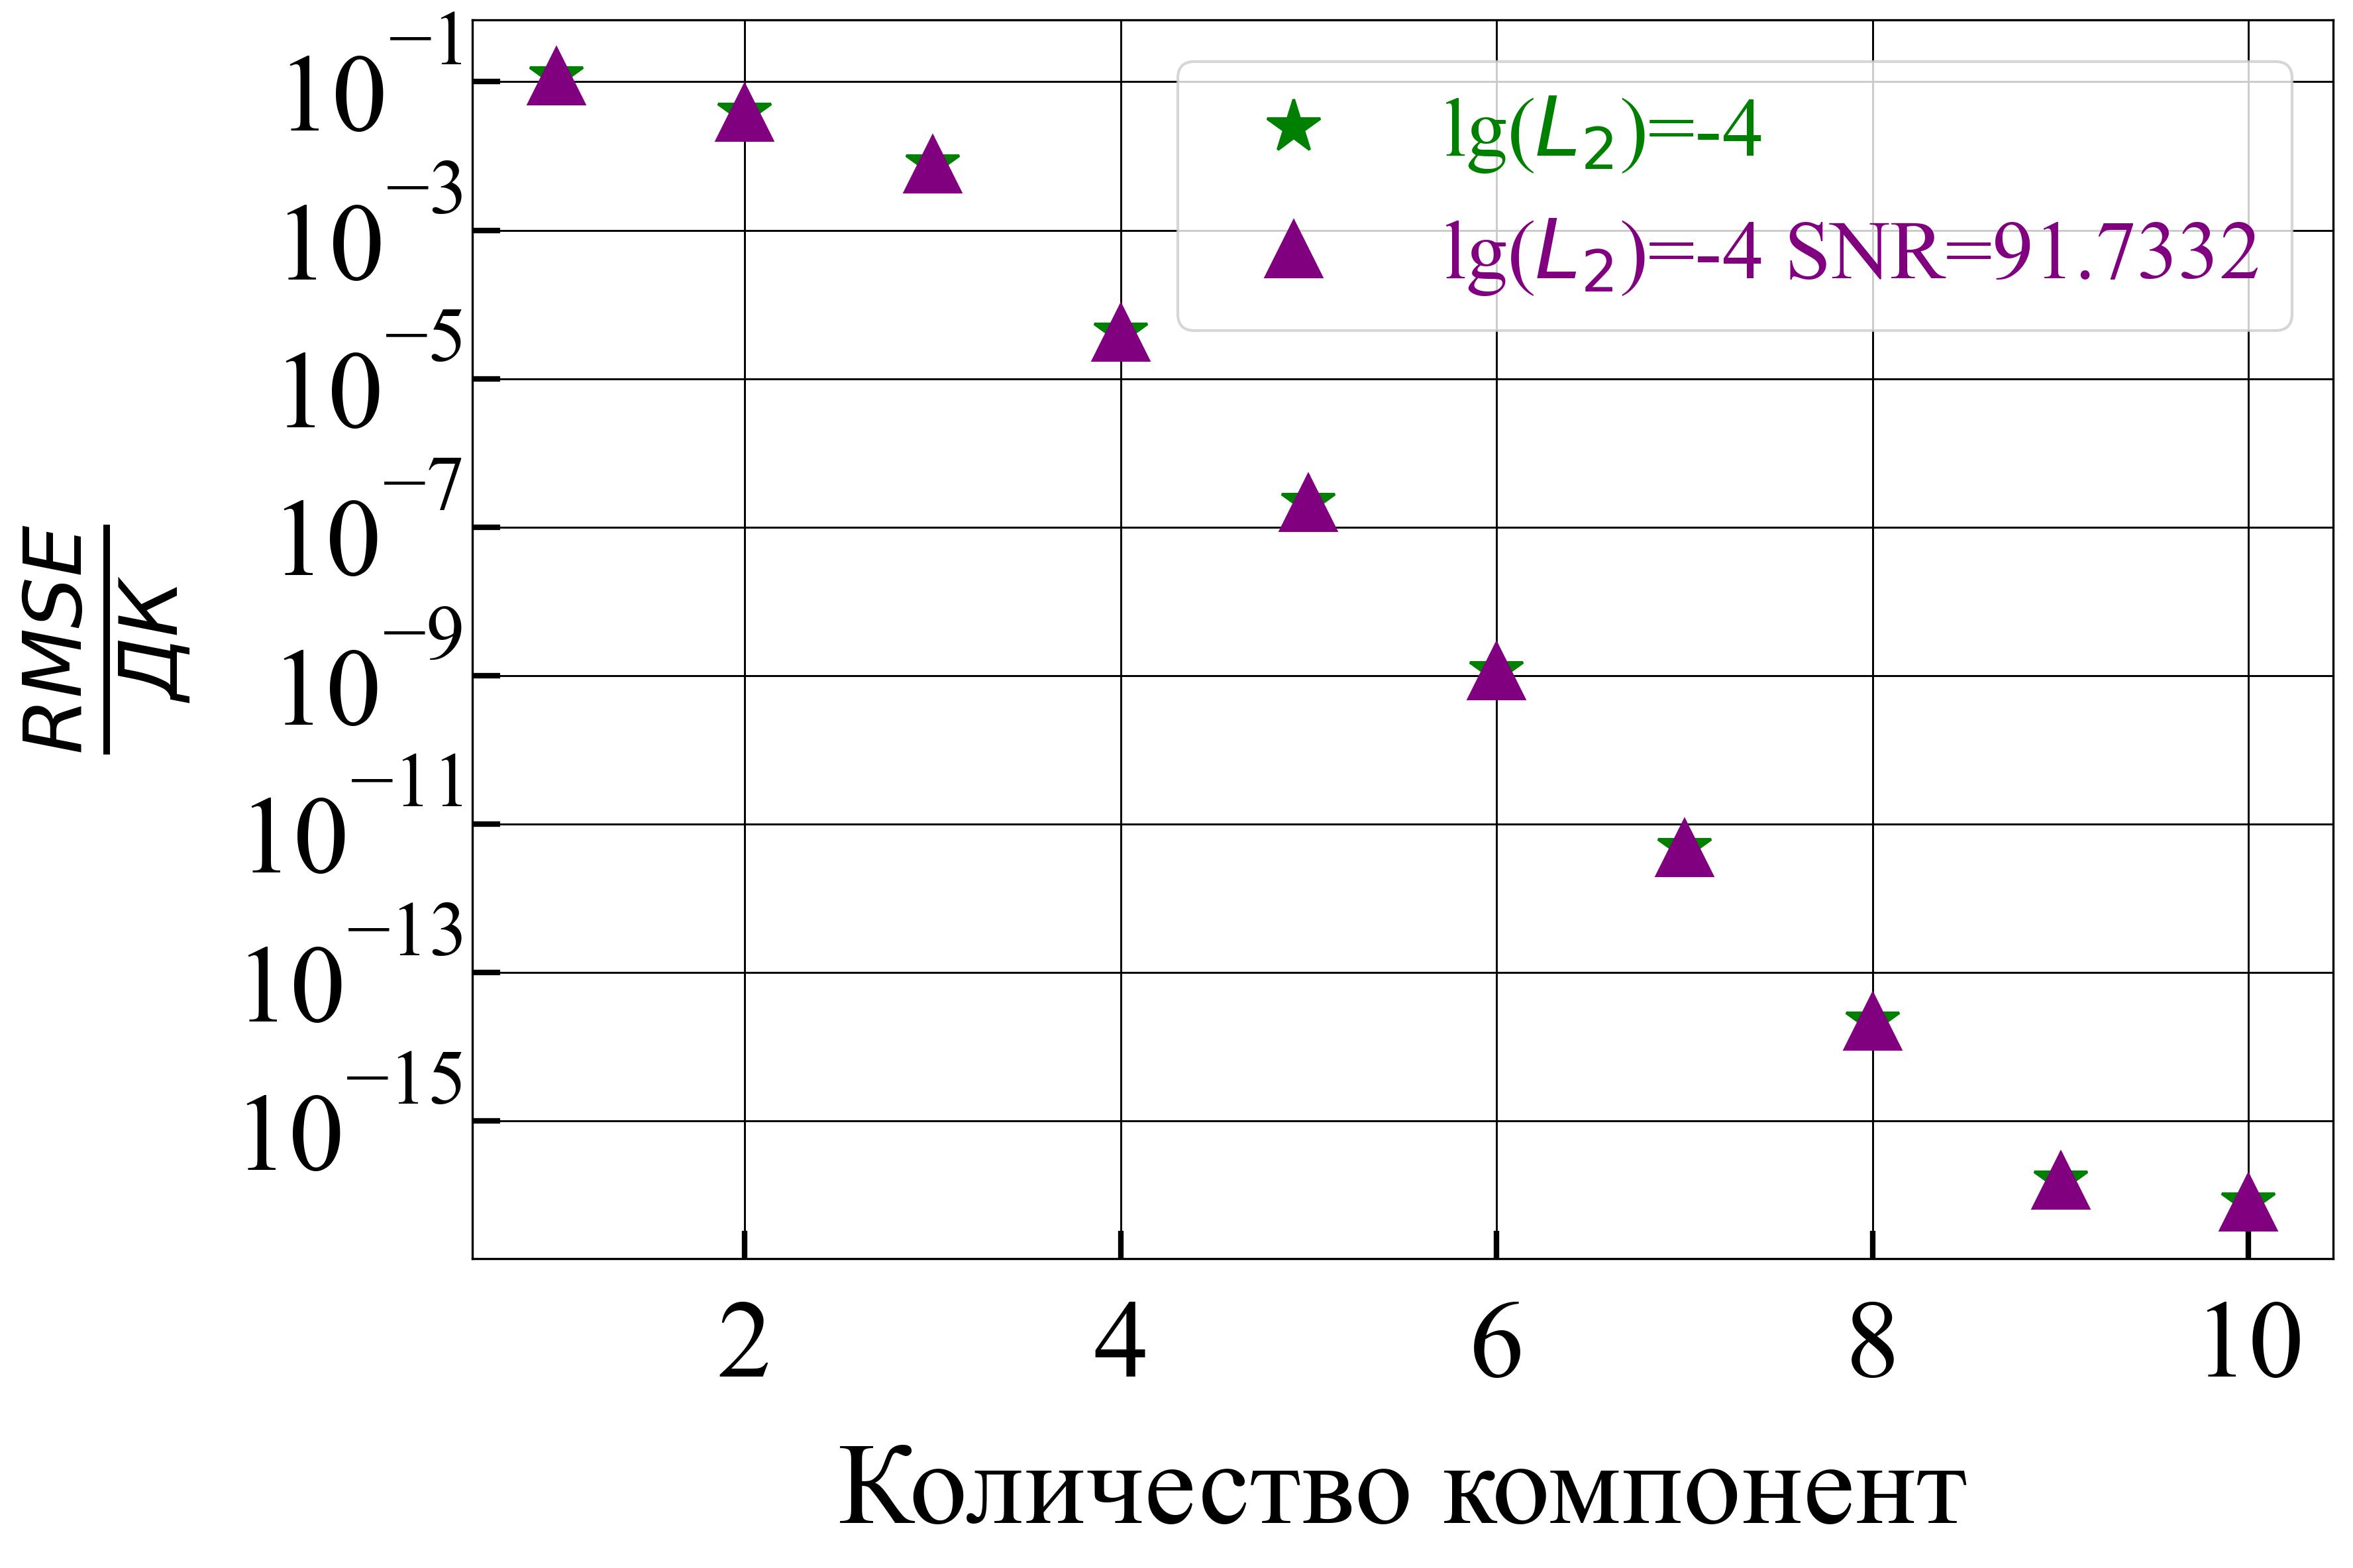 10⁻¹
10⁻³
10⁻⁵
10⁻⁷
10⁻⁹
10⁻¹¹
10⁻¹³
10⁻¹⁵
RMSE
ДК
lg(L₂)=-4
lg(L₂)=-4 SNR=91.7332
2 4 6 8 10
Количество компонент